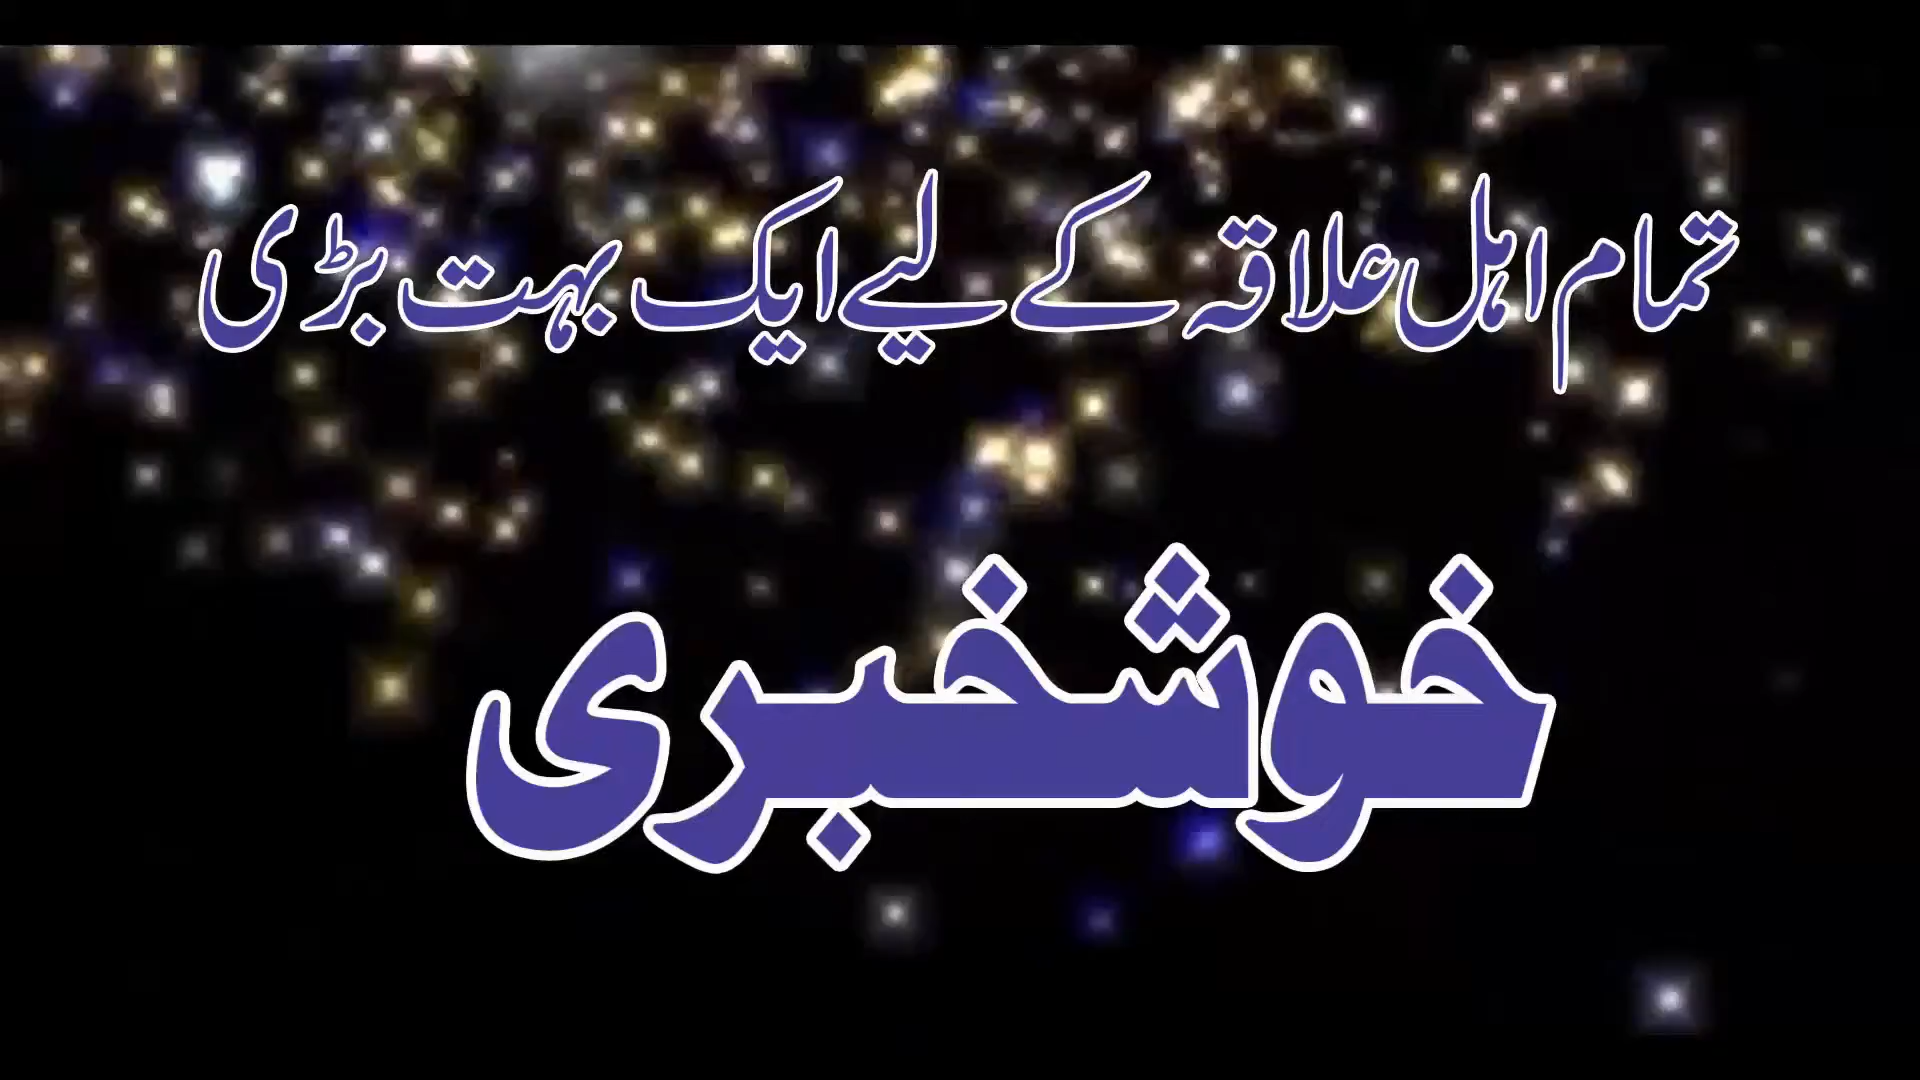 تمام اہل علاقہ کے لیے ایک بہت بڑی
خوشخبری